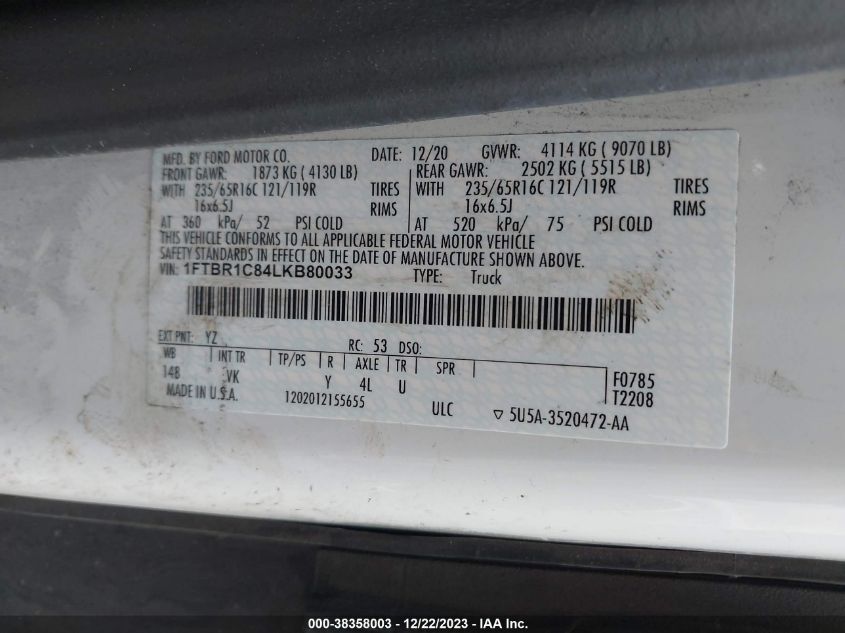 MFD. BY FORD MOTOR CO. DATE: 12/20 GVWR: 4114 KG ( 9070 LB)
FRONT GAWR: 1873 KG ( 4130 LB) REAR GAWR: 2502 KG ( 5515 LB)
WITH 235/65R16C 121/119R TIRES WITH 235/65R16C 121/119R TIRES
16x6.5J RIMS 16x6.5J RIMS
AT 360 kPa/ 52 PSI COLD AT 520 kPa/ 75 PSI COLD
THIS VEHICLE CONFORMS TO ALL APPLICABLE FEDERAL MOTOR VEHICLE
SAFETY STANDARDS IN EFFECT ON THE DATE OF MANUFACTURE SHOWN ABOVE.
VIN: 1FTBR1C84LKB80033 TYPE: Truck
EXT PNT: YZ RC: 53 DSO:
WB INT TR TP/PS R AXLE TR SPR
148 VK Y 4L U F0785
MADE IN U.S.A. 1202012155655 ULC T2208
▽ 5U5A-3520472-AA
000-38358003 - 12/22/2023 - IAA Inc.